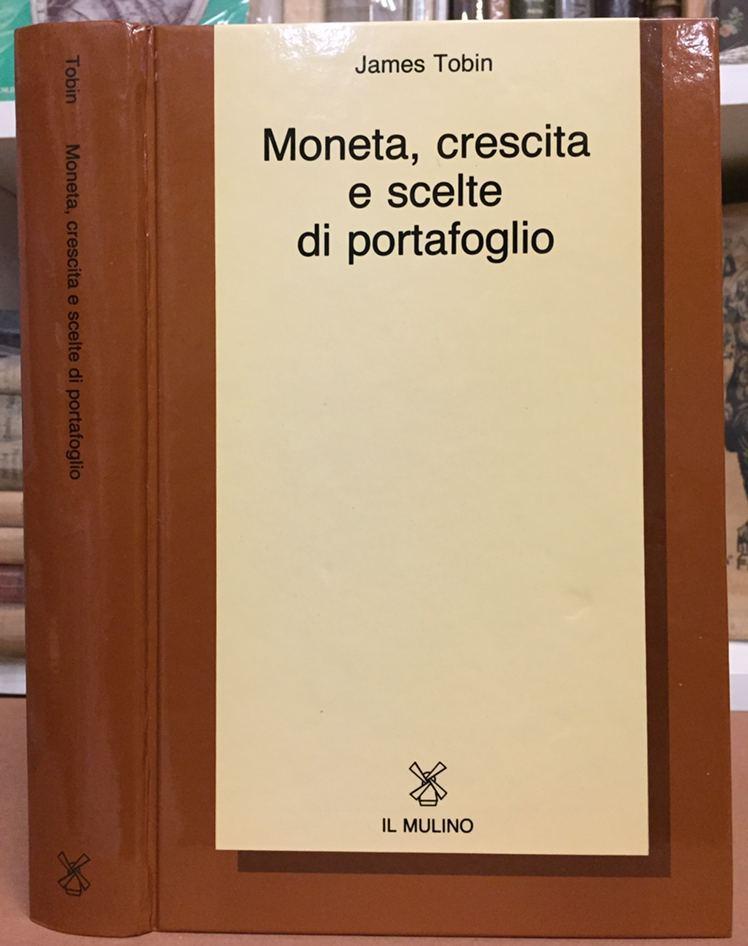 James Tobin
Moneta, crescita
e scelte
di portafoglio
IL MULINO
Tobin Moneta, crescita e scelte di portafoglio